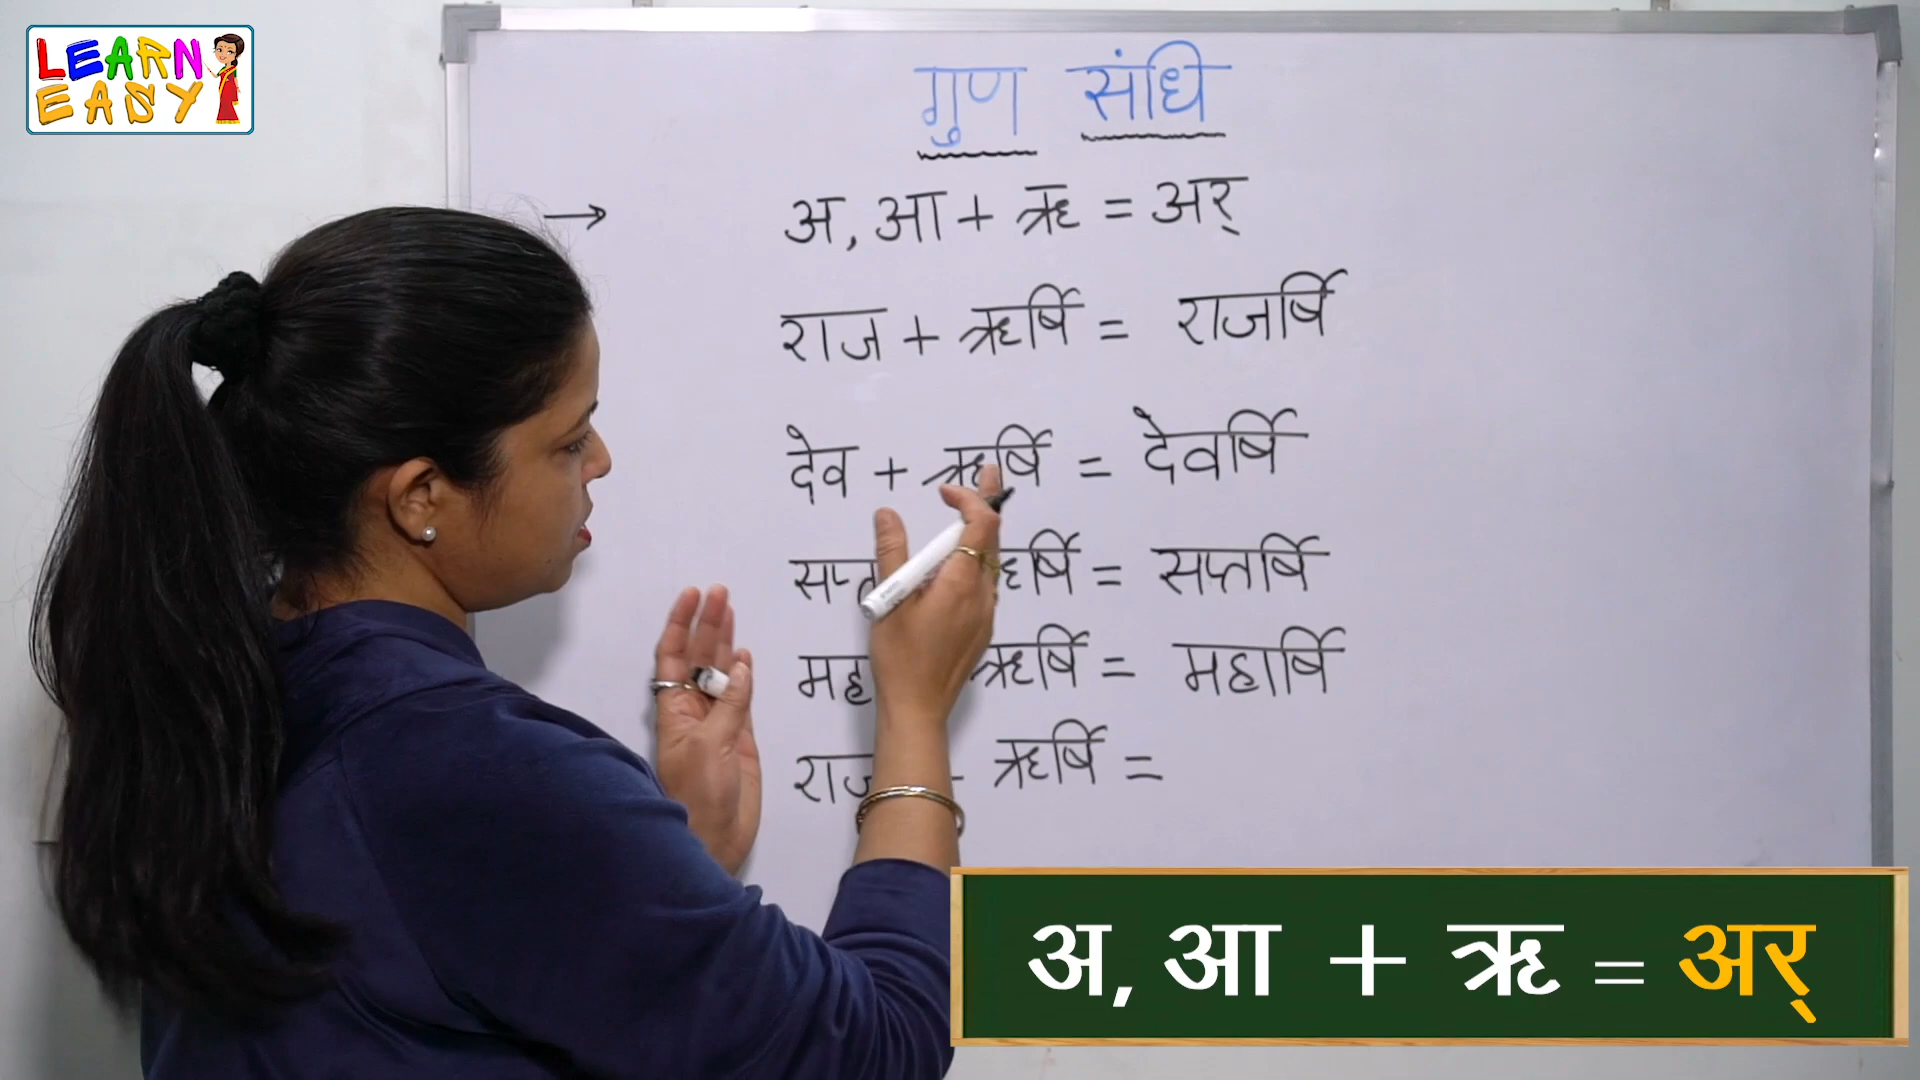 LEARN
EASY
गुण संधि
→ अ, आ + ऋ = अर्
राज + ऋर्षि = राजर्षि
देव + ऋर्षि = देवर्षि
= सप्तर्षि
ऋर्षि = महार्षि
ऋर्षि =
अ, आ + ऋ = अर्